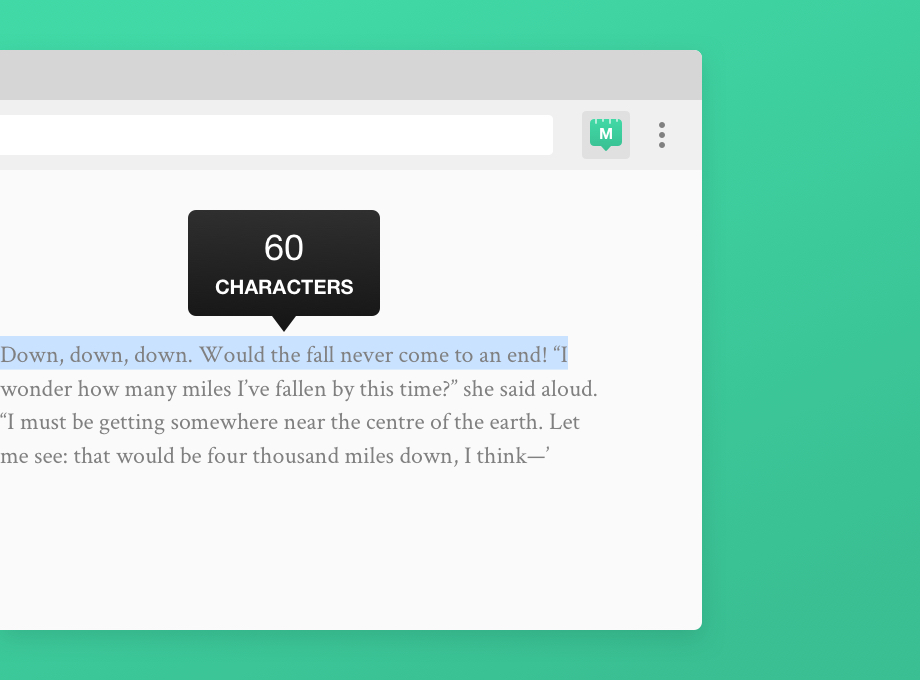 M
60
CHARACTERS
Down, down, down. Would the fall never come to an end! “I
wonder how many miles I’ve fallen by this time?” she said aloud.
“I must be getting somewhere near the centre of the earth. Let
me see: that would be four thousand miles down, I think—’